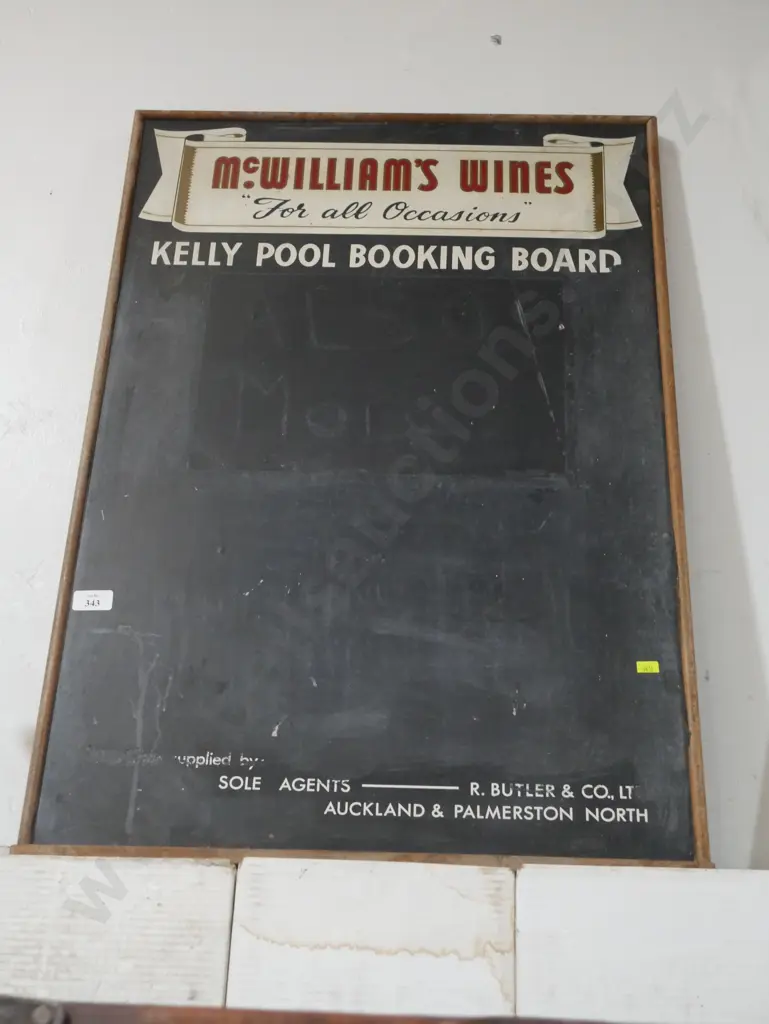 McWILLIAM'S WINES
"For all Occasions"
KELLY POOL BOOKING BOARD
ALSO
343
supplied by:
SOLE AGENTS R. BUTLER & CO., LT
AUCKLAND & PALMERSTON NORTH